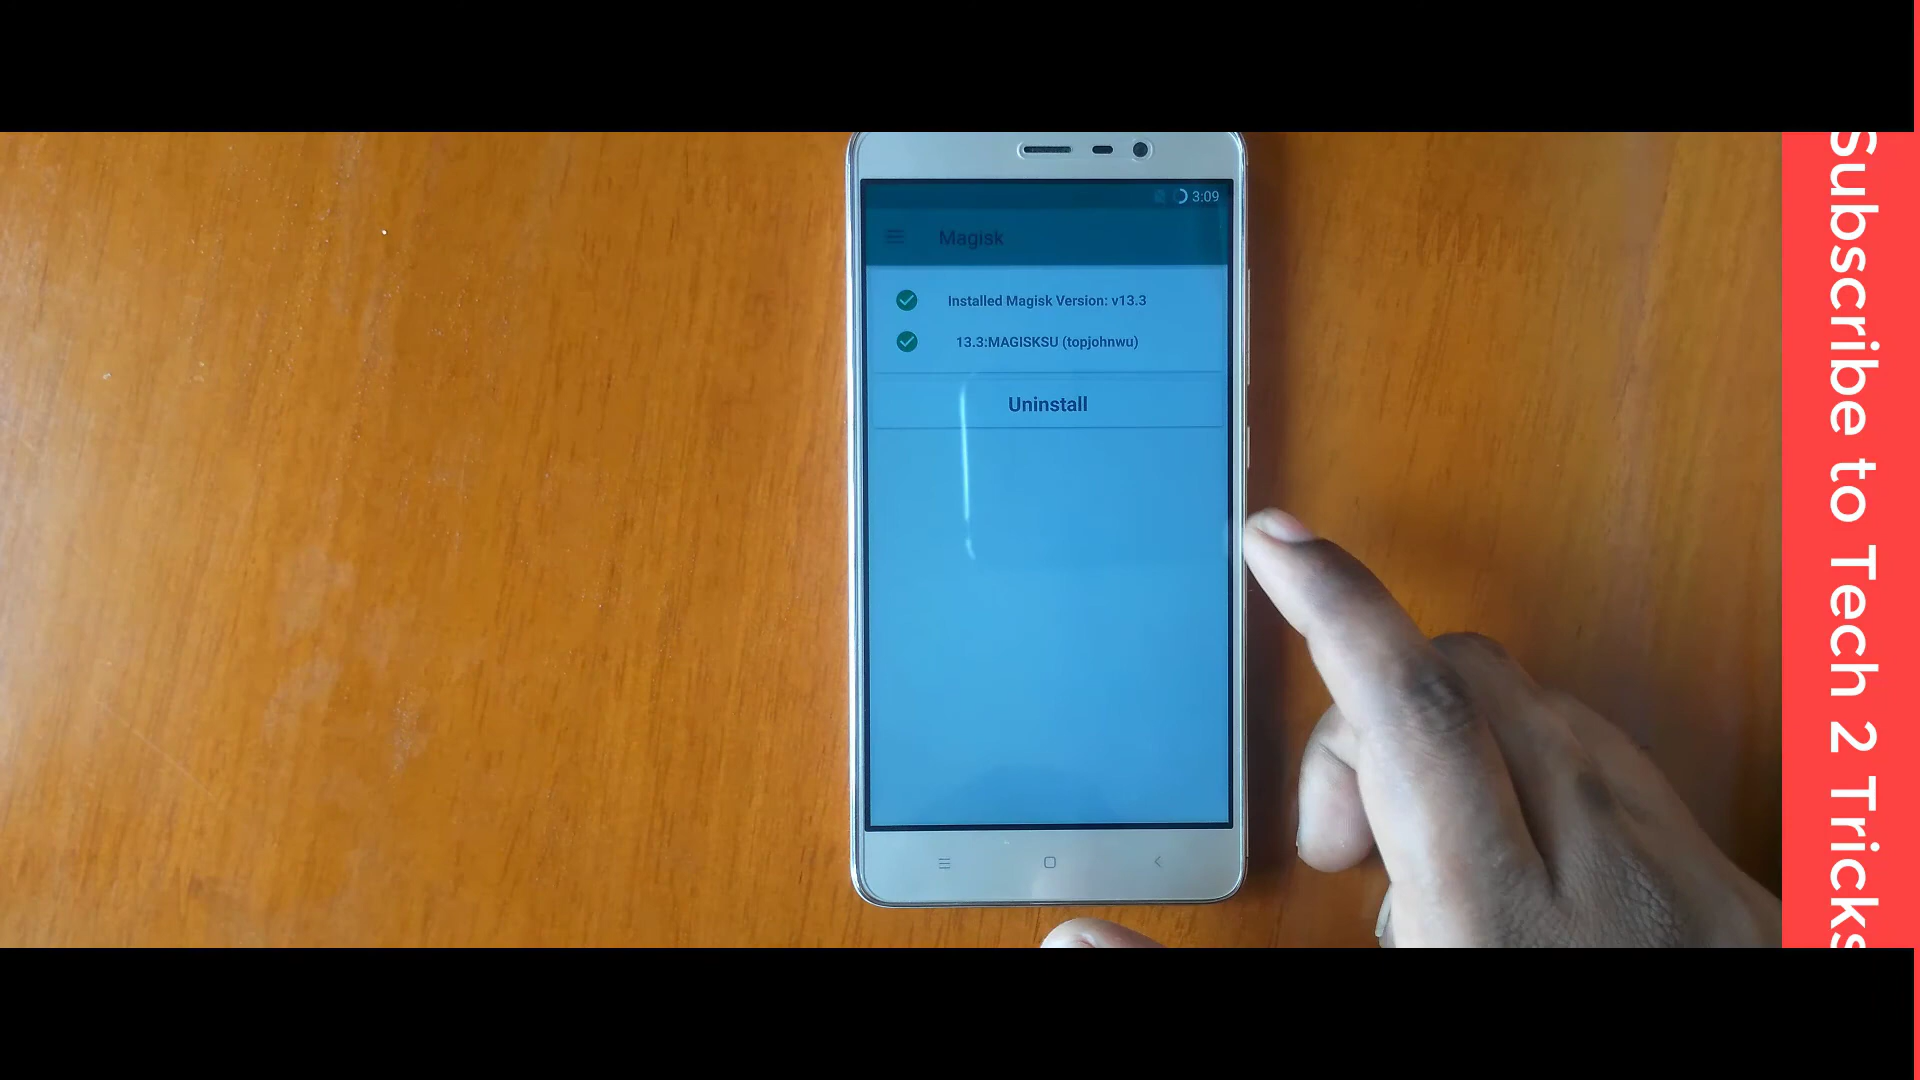 3:09
Magisk
Installed Magisk Version: v13.3
13.3:MAGISKSU (topjohnwu)
Uninstall
Subscribe to Tech 2 Tricks